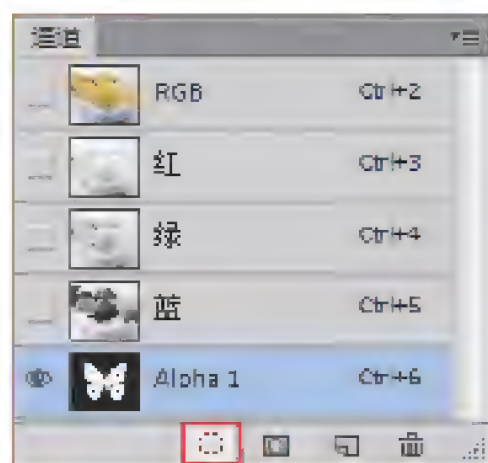 通道
RGB Ctrl+2
红 Ctrl+3
绿 Ctrl+4
蓝 Ctrl+5
Alpha 1 Ctrl+6